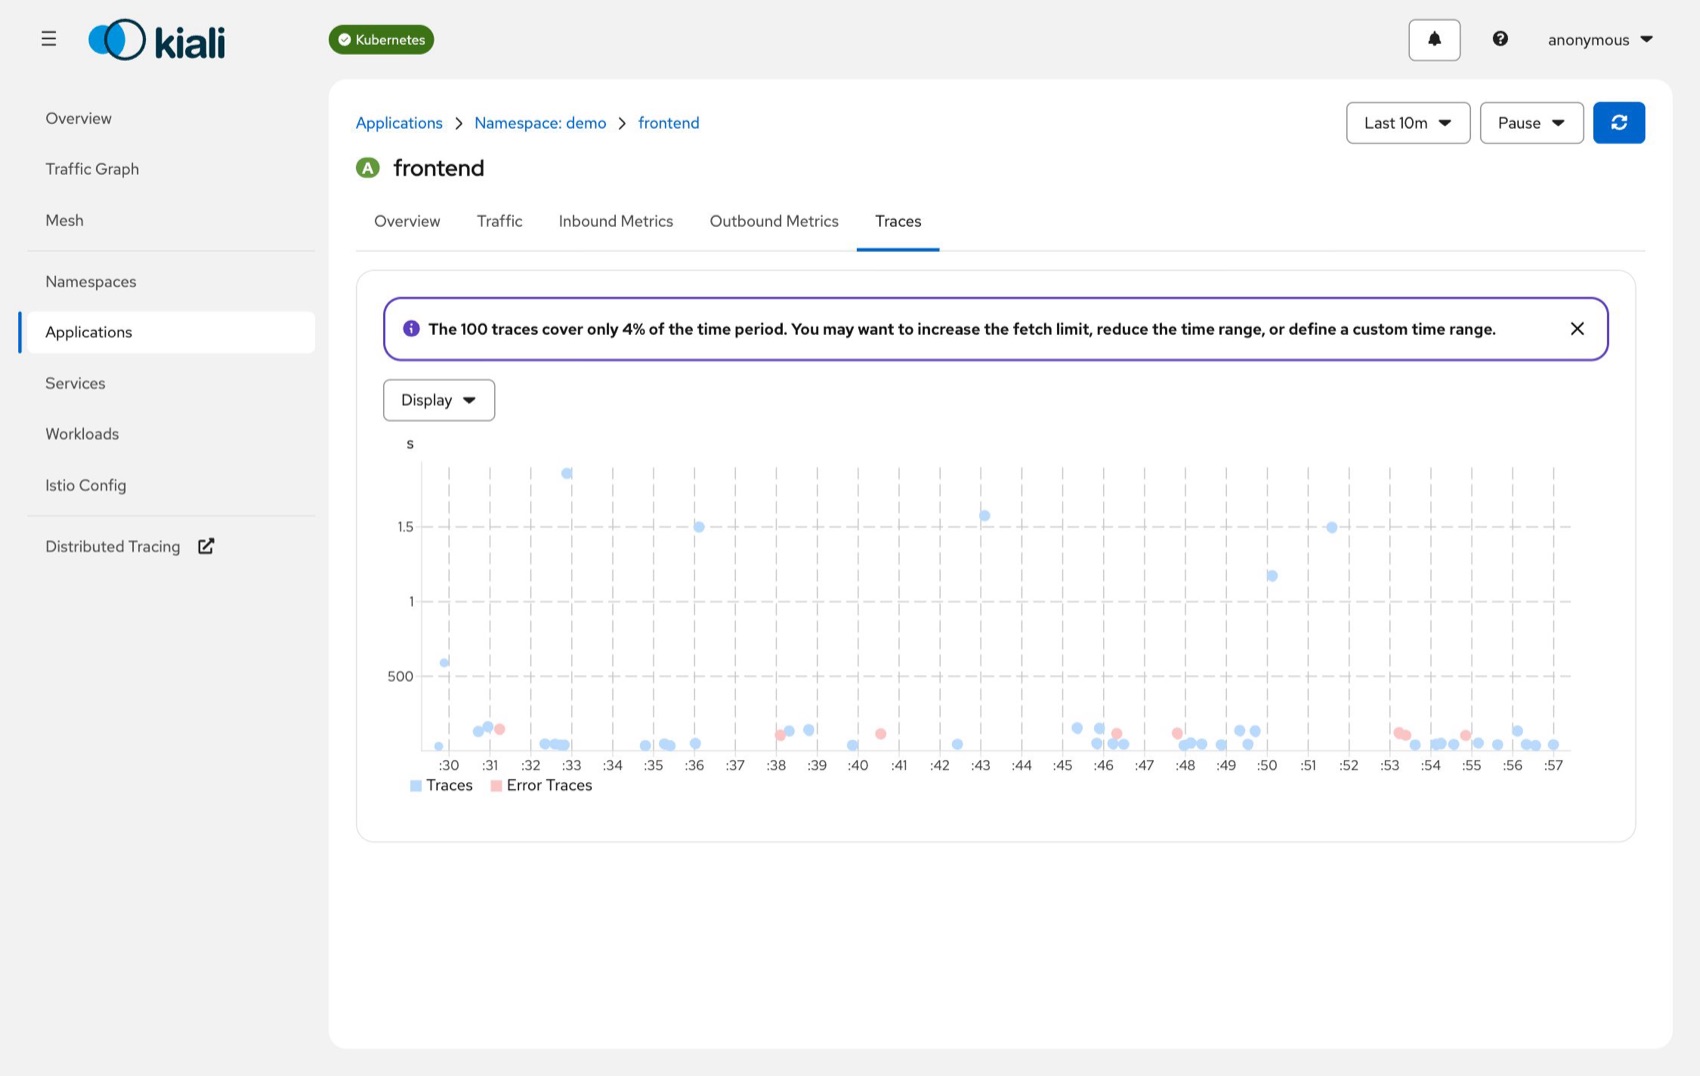 kiali
Kubernetes
anonymous
Overview
Traffic Graph
Mesh
Namespaces
Applications
Services
Workloads
Istio Config
Distributed Tracing
Applications > Namespace: demo > frontend
Last 10m
Pause
A frontend
Overview Traffic Inbound Metrics Outbound Metrics Traces
The 100 traces cover only 4% of the time period. You may want to increase the fetch limit, reduce the time range, or define a custom time range.
Display
s
1.5
1
500
:30 :31 :32 :33 :34 :35 :36 :37 :38 :39 :40 :41 :42 :43 :44 :45 :46 :47 :48 :49 :50 :51 :52 :53 :54 :55 :56 :57
Traces Error Traces